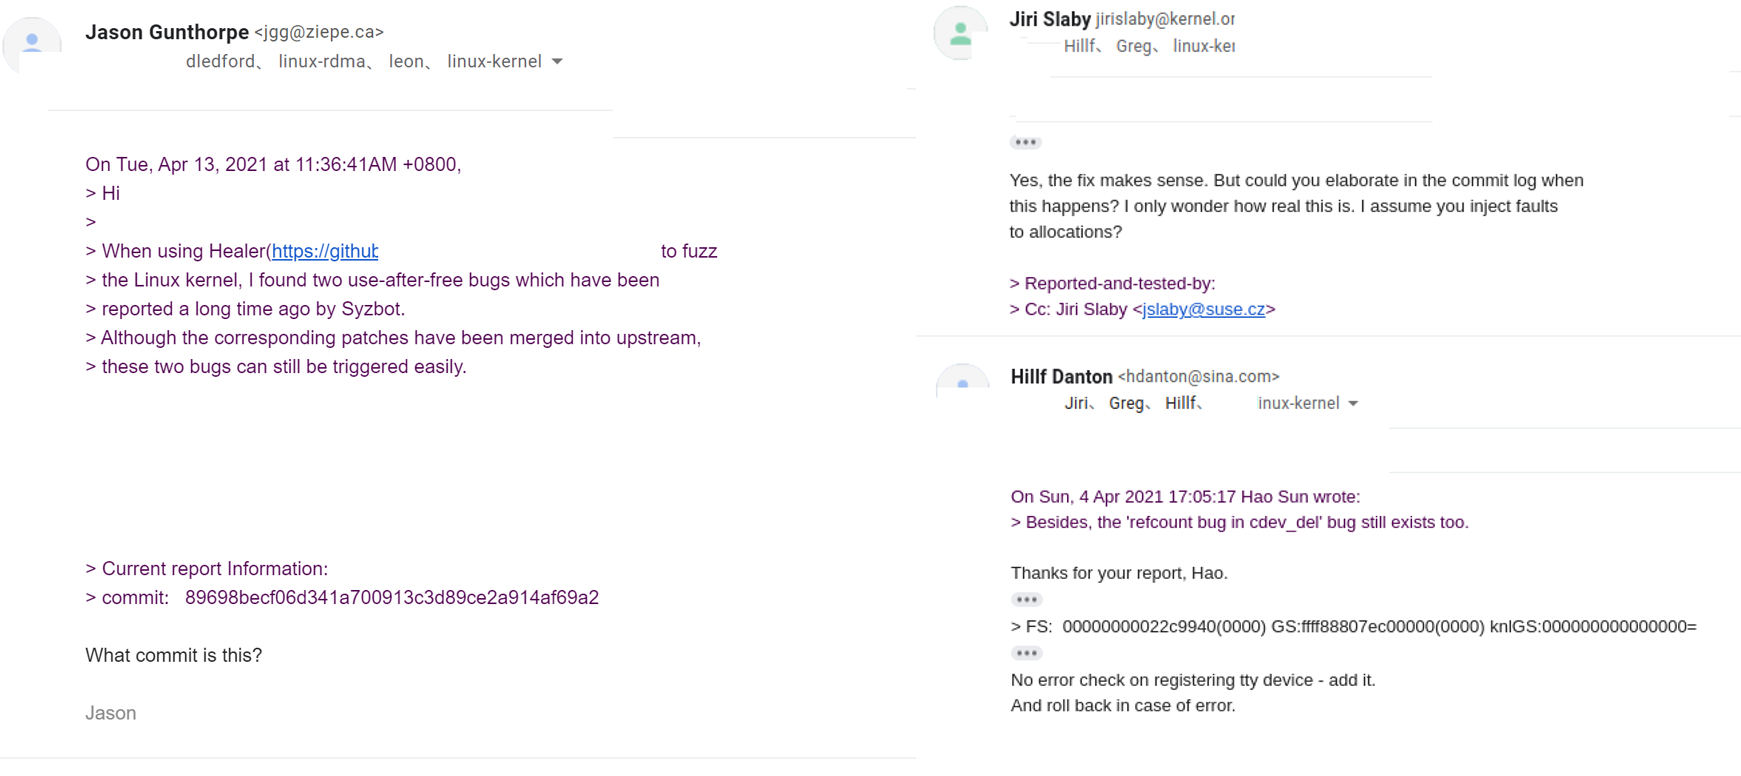 Jason Gunthorpe <jgg@ziepe.ca>
dledford、 linux-rdma、 leon、 linux-kernel
On Tue, Apr 13, 2021 at 11:36:41AM +0800,
> Hi
>
> When using Healer(https://github to fuzz
> the Linux kernel, I found two use-after-free bugs which have been
> reported a long time ago by Syzbot.
> Although the corresponding patches have been merged into upstream,
> these two bugs can still be triggered easily.
> Current report Information:
> commit: 89698becf06d341a700913c3d89ce2a914af69a2
What commit is this?
Jason
Jiri Slaby jirislaby@kernel.or
Hillf、 Greg、 linux-ker
Yes, the fix makes sense. But could you elaborate in the commit log when
this happens? I only wonder how real this is. I assume you inject faults
to allocations?
> Reported-and-tested-by:
> Cc: Jiri Slaby <jslaby@suse.cz>
Hillf Danton <hdanton@sina.com>
Jiri、 Greg、 Hillf、 inux-kernel
On Sun, 4 Apr 2021 17:05:17 Hao Sun wrote:
> Besides, the 'refcount bug in cdev_del' bug still exists too.
Thanks for your report, Hao.
> FS: 00000000022c9940(0000) GS:ffff88807ec00000(0000) knlGS:000000000000000=
No error check on registering tty device - add it.
And roll back in case of error.